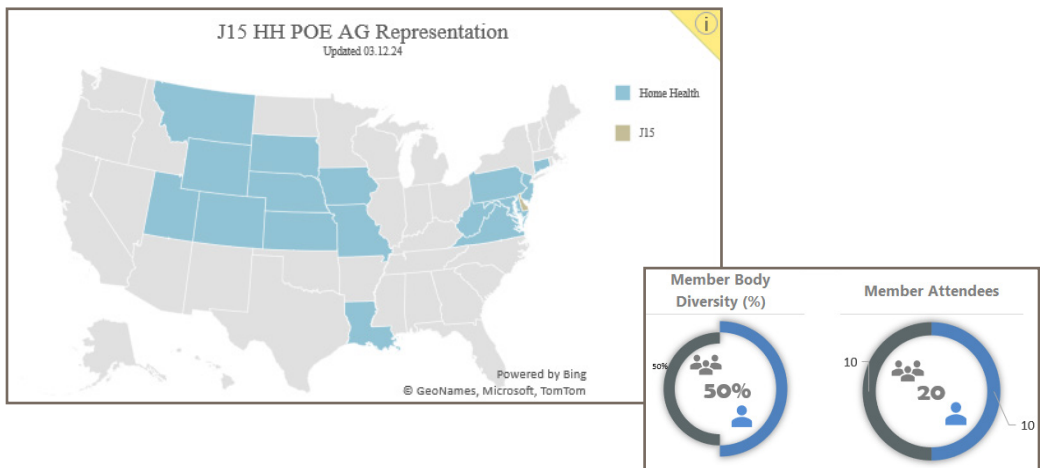 J15 HH POE AG Representation
Updated 03.12.24
i
Home Health
J15
Powered by Bing
© GeoNames, Microsoft, TomTom
Member Body
Diversity (%)
50%
50%
Member Attendees
10
20
10